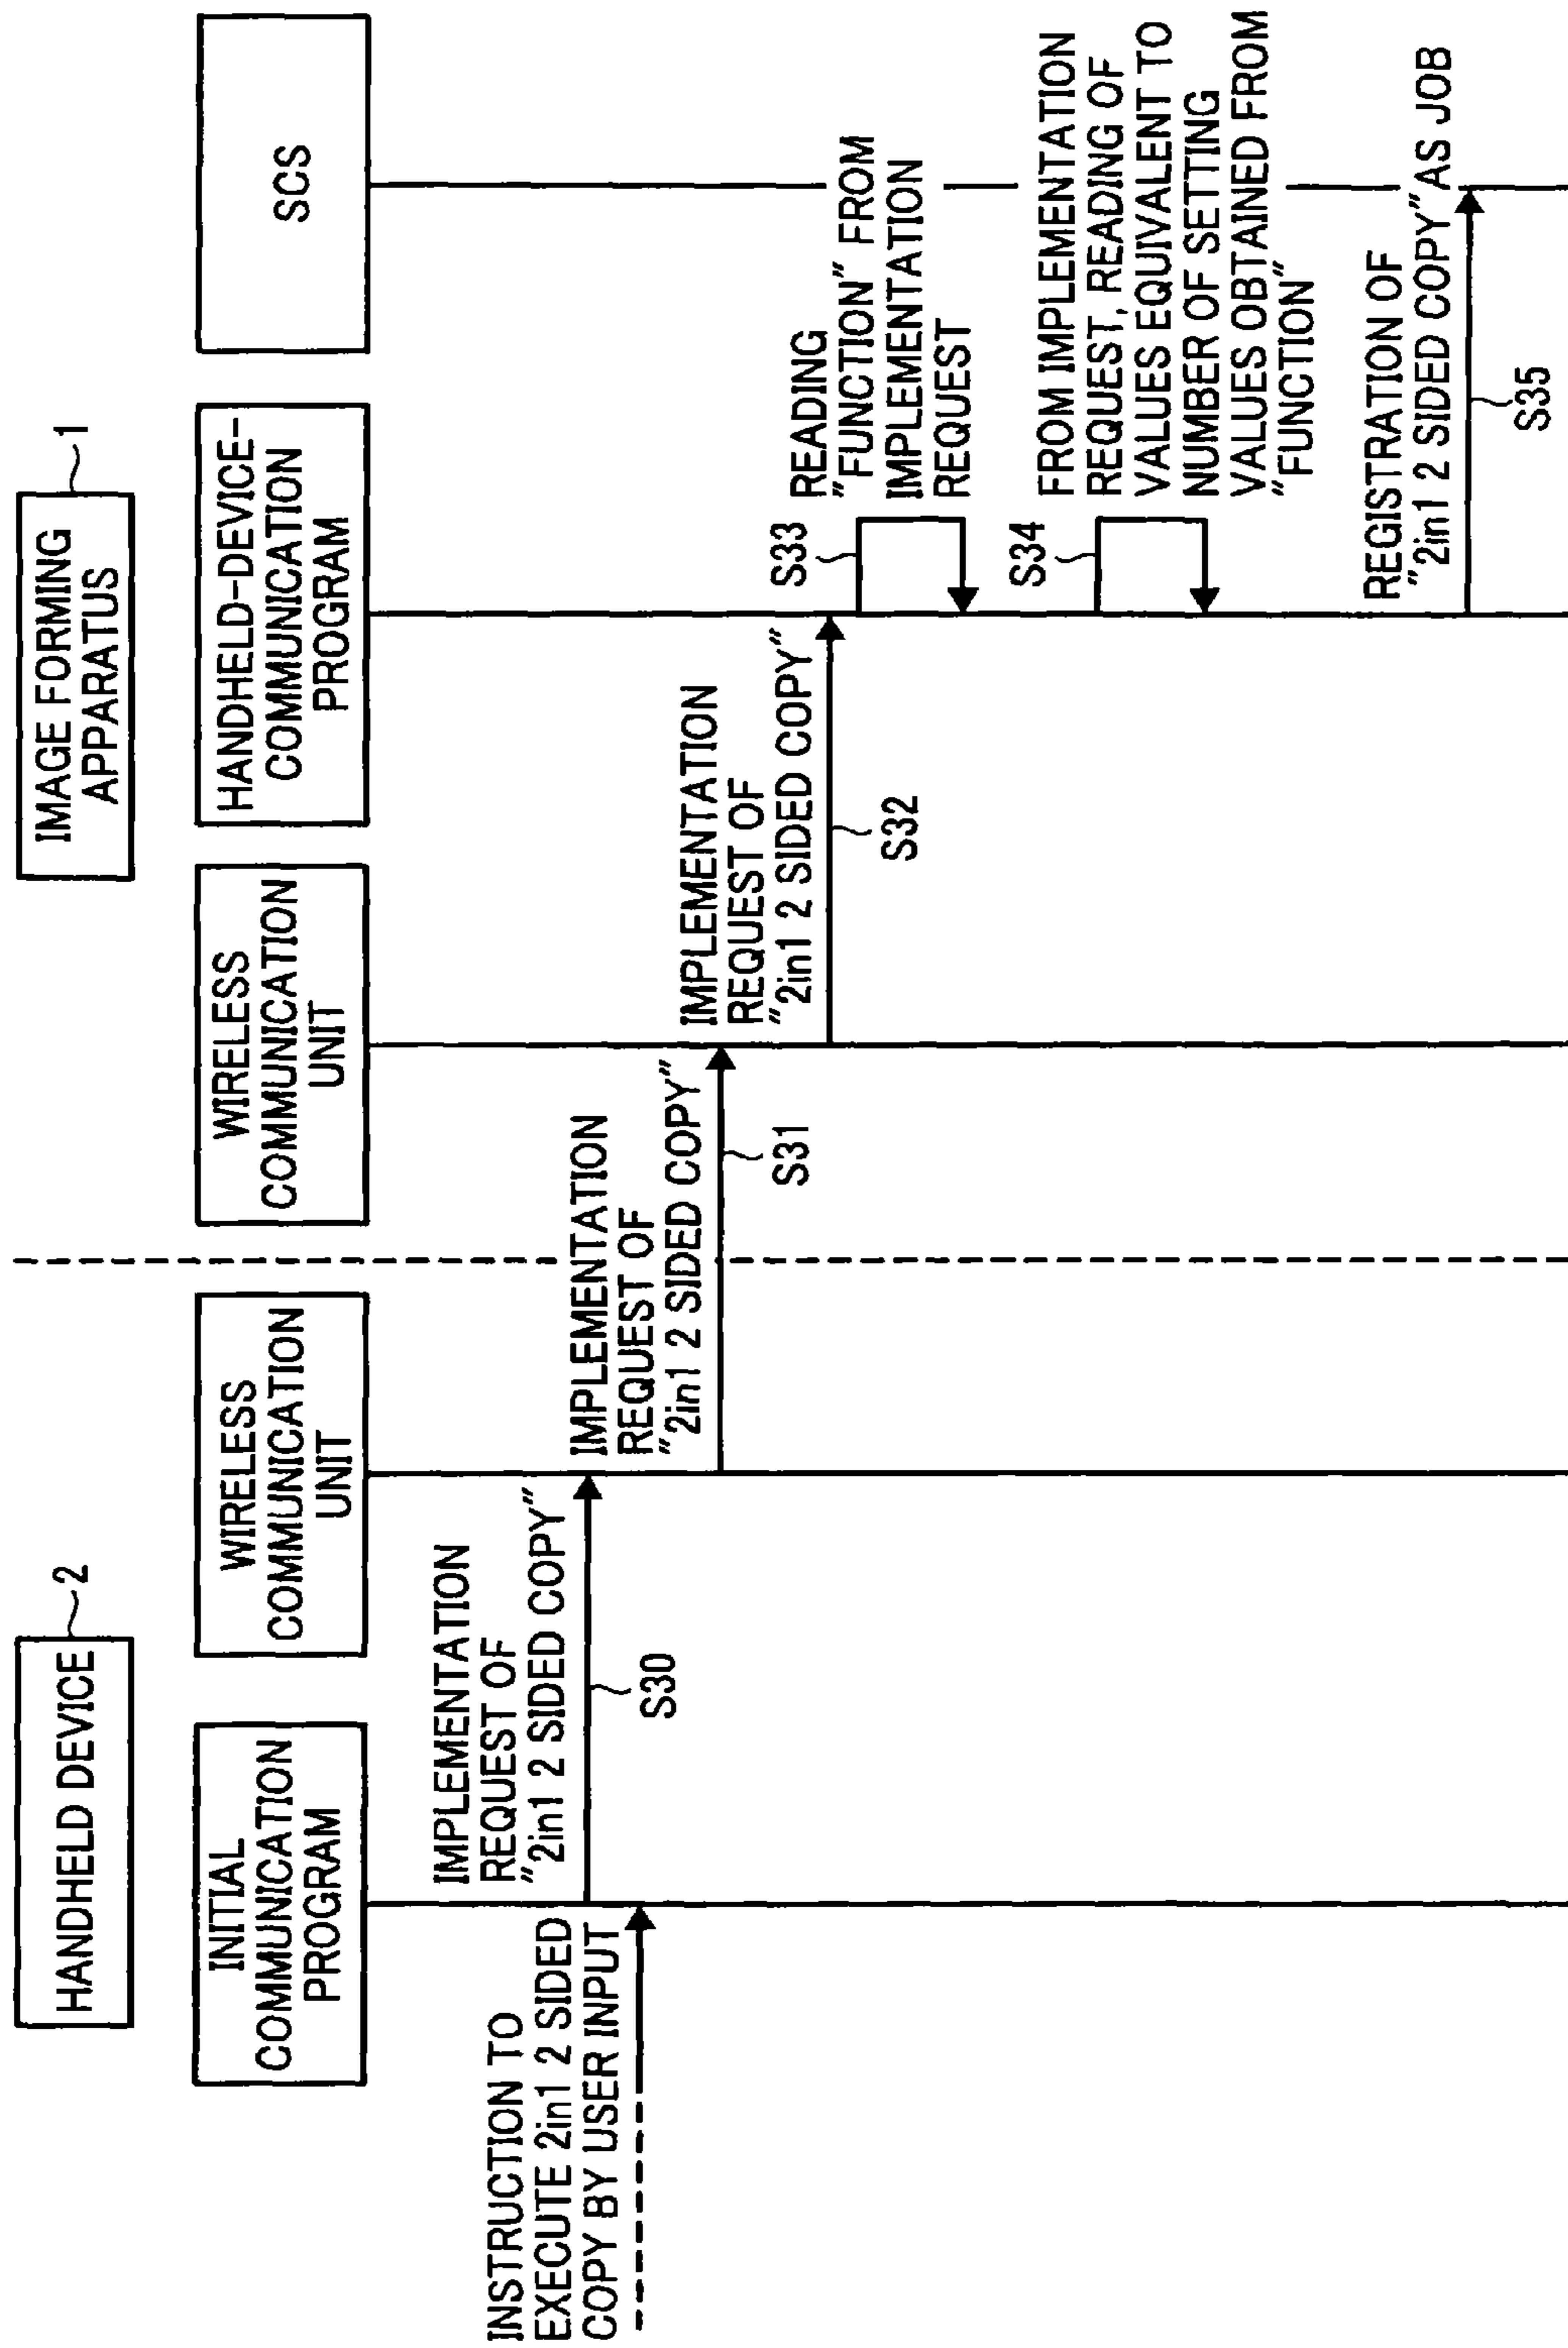 HANDHELD DEVICE
2
IMAGE FORMING
APPARATUS
1
INITIAL
COMMUNICATION
PROGRAM
WIRELESS
COMMUNICATION
UNIT
WIRELESS
COMMUNICATION
UNIT
HANDHELD-DEVICE-
COMMUNICATION
PROGRAM
SCS
INSTRUCTION TO
EXECUTE 2in1 2 SIDED
COPY BY USER INPUT
IMPLEMENTATION
REQUEST OF
"2in1 2 SIDED COPY"
S30
IMPLEMENTATION
REQUEST OF
"2in1 2 SIDED COPY"
S31
IMPLEMENTATION
REQUEST OF
"2in1 2 SIDED COPY"
S32
S33
READING
"FUNCTION" FROM
IMPLEMENTATION
REQUEST
S34
FROM IMPLEMENTATION
REQUEST, READING OF
VALUES EQUIVALENT TO
NUMBER OF SETTING
VALUES OBTAINED FROM
"FUNCTION"
REGISTRATION OF
"2in1 2 SIDED COPY" AS JOB
S35